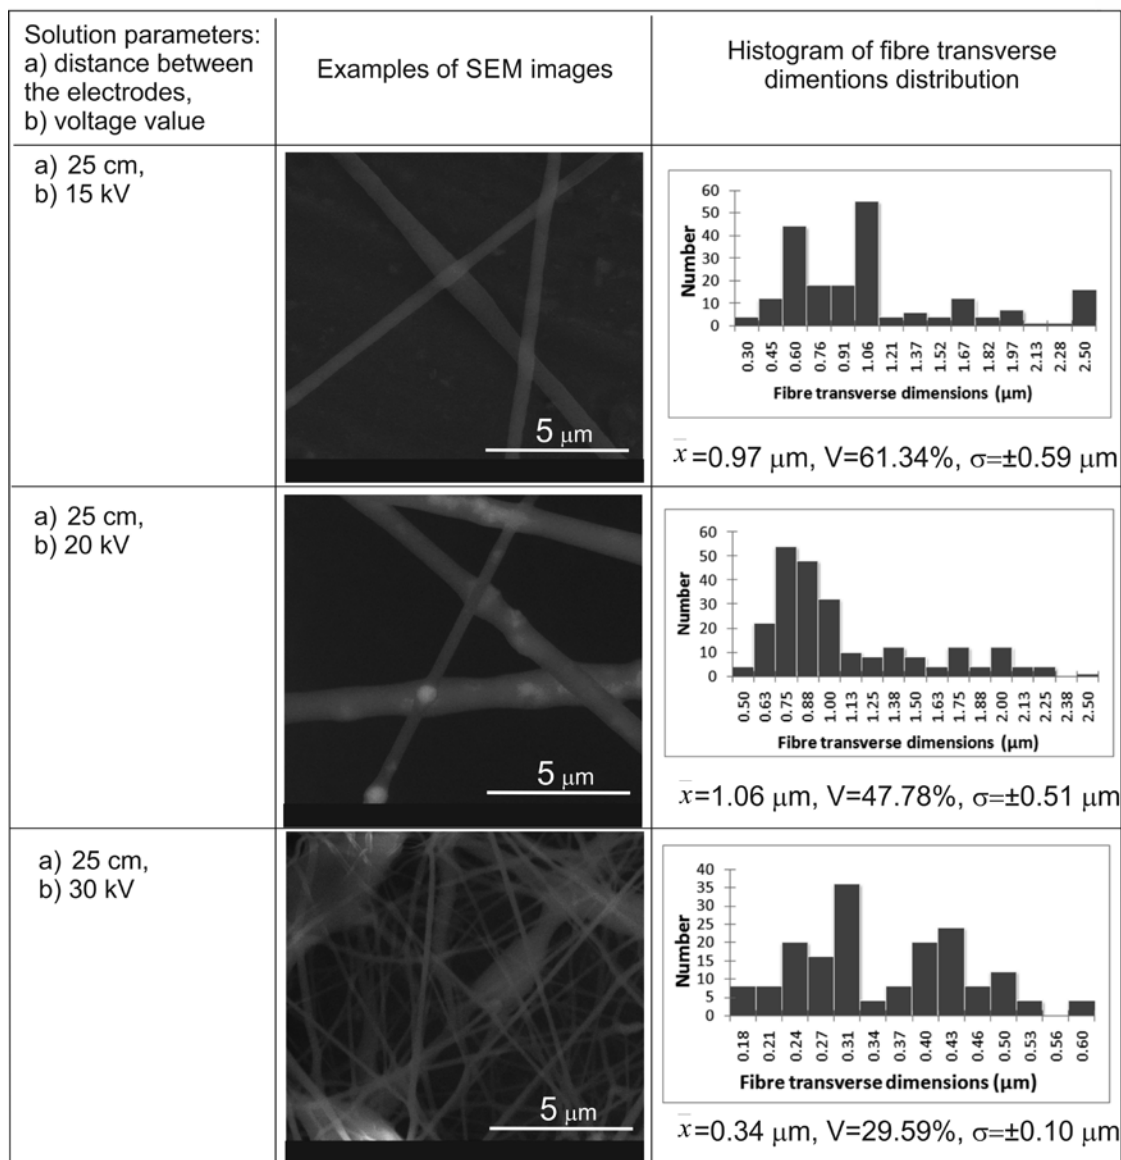 Solution parameters:
a) distance between
the electrodes,
b) voltage value
Examples of SEM images
Histogram of fibre transverse
dimentions distribution
a) 25 cm,
b) 15 kV
5 μm
60
50
40
30
20
10
0
Number
0.30 0.45 0.60 0.76 0.91 1.06 1.21 1.37 1.52 1.67 1.82 1.97 2.13 2.28 2.50
Fibre transverse dimensions (µm)
x̄=0.97 μm, V=61.34%, σ=±0.59 μm
a) 25 cm,
b) 20 kV
5 μm
60
50
40
30
20
10
0
Number
0.50 0.63 0.75 0.88 1.00 1.13 1.25 1.38 1.50 1.63 1.75 1.88 2.00 2.13 2.25 2.38 2.50
Fibre transverse dimensions (µm)
x̄=1.06 μm, V=47.78%, σ=±0.51 μm
a) 25 cm,
b) 30 kV
5 μm
40
35
30
25
20
15
10
5
0
Number
0.18 0.21 0.24 0.27 0.31 0.34 0.37 0.40 0.43 0.46 0.50 0.53 0.56 0.60
Fibre transverse dimensions (µm)
x̄=0.34 μm, V=29.59%, σ=±0.10 μm